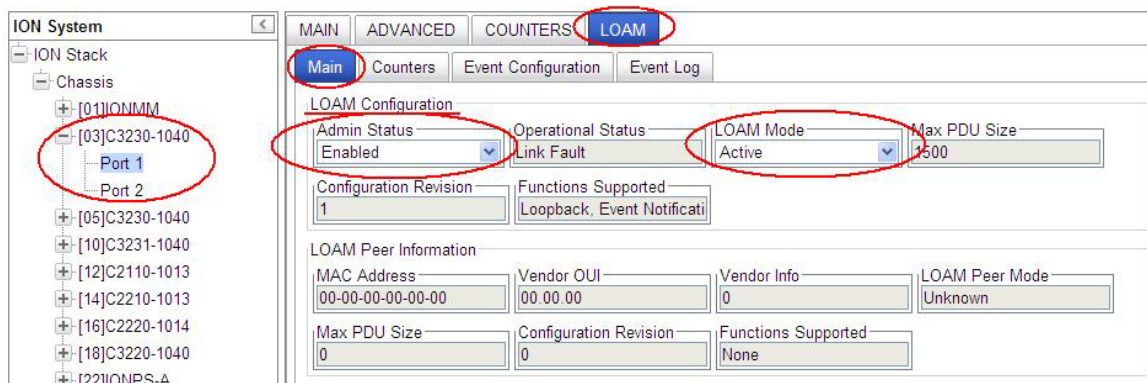 ION System
ION Stack
Chassis
[01]IONMM
[03]C3230-1040
Port 1
Port 2
[05]C3230-1040
[10]C3231-1040
[12]C2110-1013
[14]C2210-1013
[16]C2220-1014
[18]C3220-1040
[22]IONPS-A
MAIN ADVANCED COUNTERS LOAM
Main Counters Event Configuration Event Log
LOAM Configuration
Admin Status Operational Status LOAM Mode Max PDU Size
Enabled Link Fault Active 1500
Configuration Revision Functions Supported
1 Loopback, Event Notificati
LOAM Peer Information
MAC Address Vendor OUI Vendor Info LOAM Peer Mode
00-00-00-00-00-00 00.00.00 0 Unknown
Max PDU Size Configuration Revision Functions Supported
0 0 None